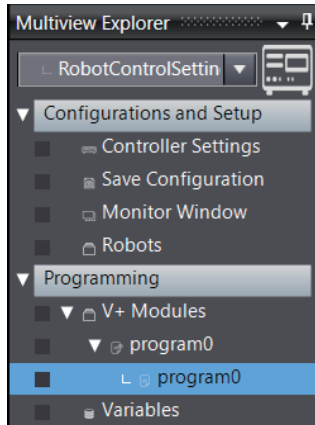 Multiview Explorer
RobotControlSettin
Configurations and Setup
Controller Settings
Save Configuration
Monitor Window
Robots
Programming
V+ Modules
program0
program0
Variables